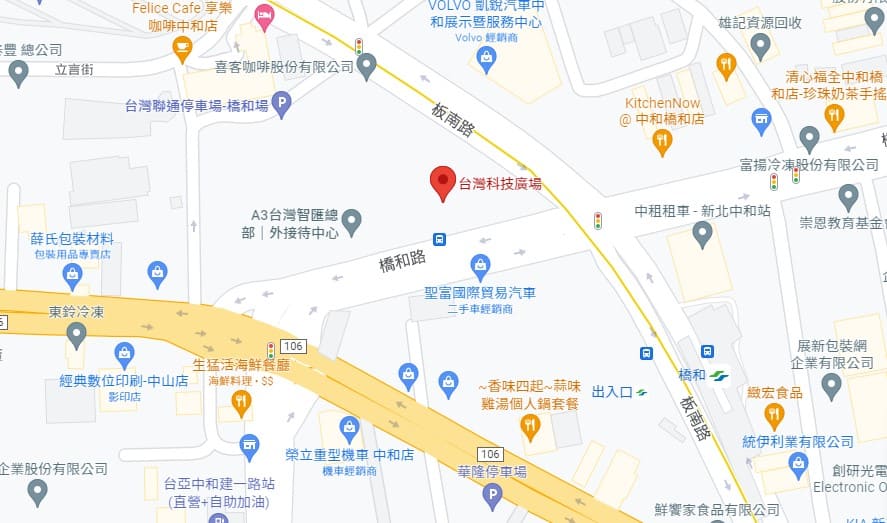 Felice Cafe 享樂
咖啡中和店
VOLVO 凱銳汽車中
和展示暨服務中心
Volvo 經銷商
雄記資源回收
總公司
立言街
喜客咖啡股份有限公司
台灣聯通停車場-橋和場
板南路
KitchenNow
@ 中和橋和店
清心福全中和橋
和店-珍珠奶茶手搖
富揚冷凍股份有限公司
台灣科技廣場
A3台灣智匯總
部｜外接待中心
中租租車 - 新北中和站
崇恩教育基金會
薛氏包裝材料
包裝用品專賣店
橋和路
聖富國際貿易汽車
二手車經銷商
東鈴冷凍
106
展新包裝網
企業有限公司
生猛活海鮮餐廳
海鮮料理・$$
經典數位印刷-中山店
影印店
~香味四起~蒜味
雞湯個人鍋套餐
出入口
橋和
板南路
緻宏食品
統伊利業有限公司
榮立重型機車 中和店
機車經銷商
106
華隆停車場
企業股份有限公司
台亞中和建一路站
(直營+自助加油)
創研光電
Electronic O
鮮饗家食品有限公司